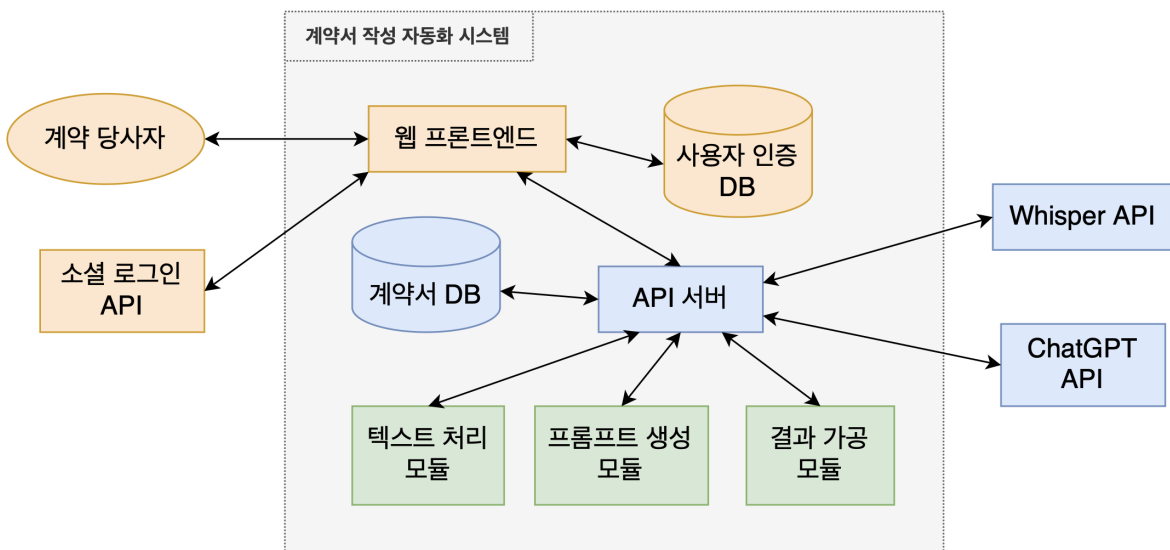 계약서 작성 자동화 시스템
계약 당사자
웹 프론트엔드
사용자 인증
DB
Whisper API
소셜 로그인
API
계약서 DB
API 서버
ChatGPT
API
텍스트 처리
모듈
프롬프트 생성
모듈
결과 가공
모듈